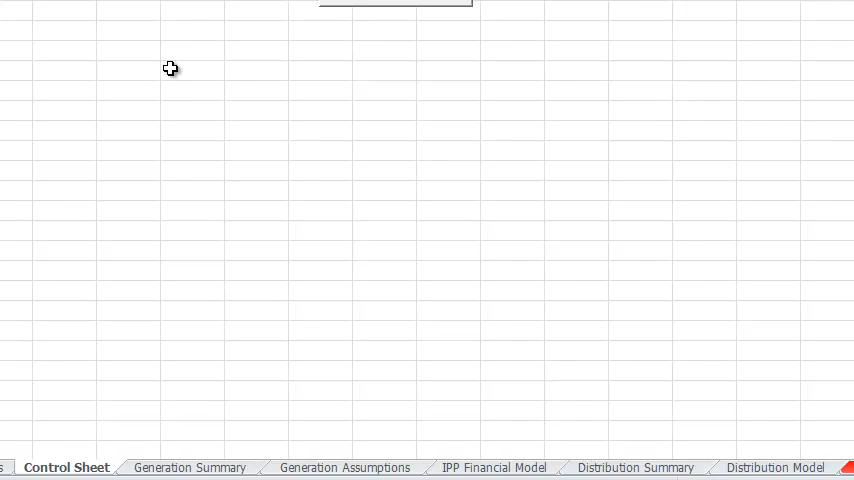 s Control Sheet Generation Summary Generation Assumptions IPP Financial Model Distribution Summary Distribution Model